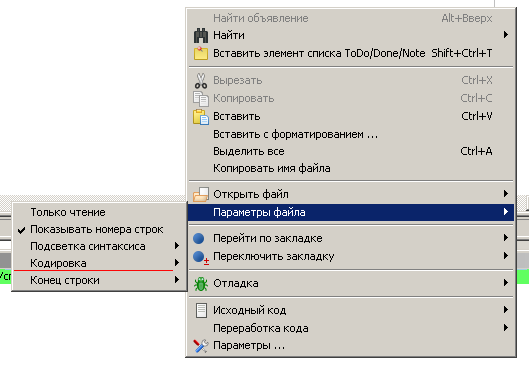 Найти объявление Alt+Вверх
Найти
Вставить элемент списка ToDo/Done/Note Shift+Ctrl+T
Вырезать Ctrl+X
Копировать Ctrl+C
Вставить Ctrl+V
Вставить с форматированием ...
Выделить все Ctrl+A
Копировать имя файла
Открыть файл
Параметры файла
Перейти по закладке
Переключить закладку
Отладка
Исходный код
Переработка кода
Параметры ...
Только чтение
Показывать номера строк
Подсветка синтаксиса
Кодировка
Конец строки